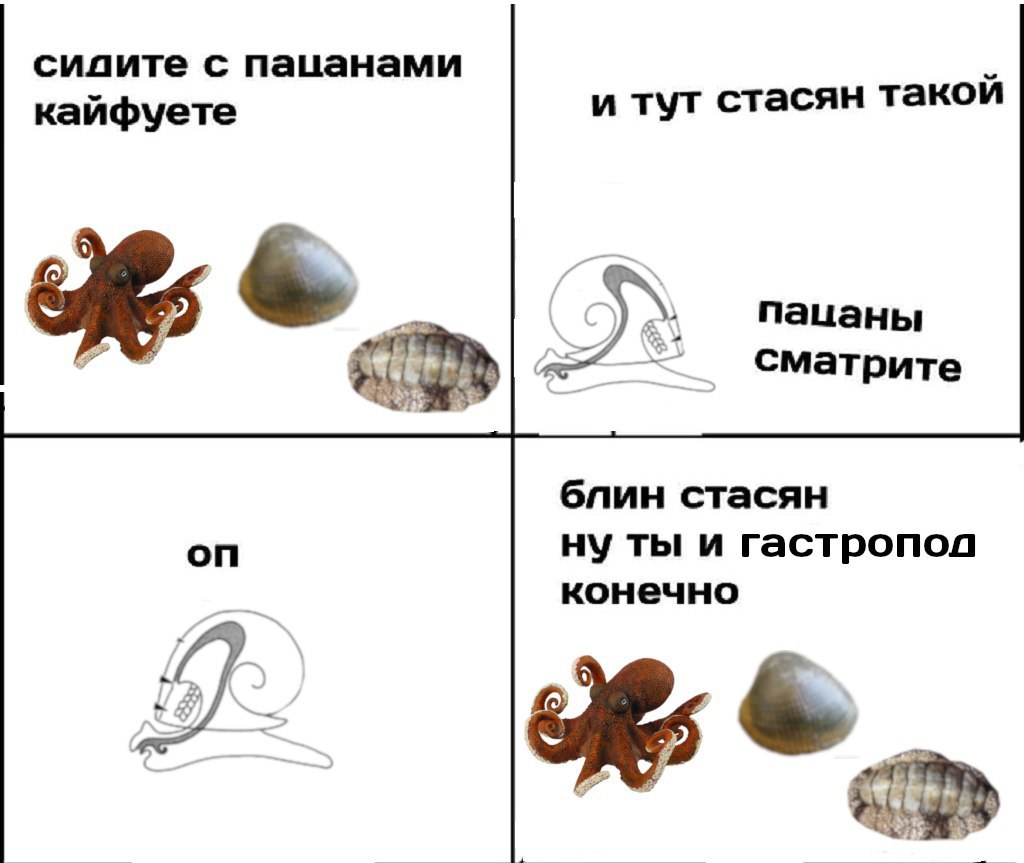 сидите с пацанами
кайфуете
и тут стасян такой
пацаны
сматрите
оп
блин стасян
ну ты и гастропод
конечно